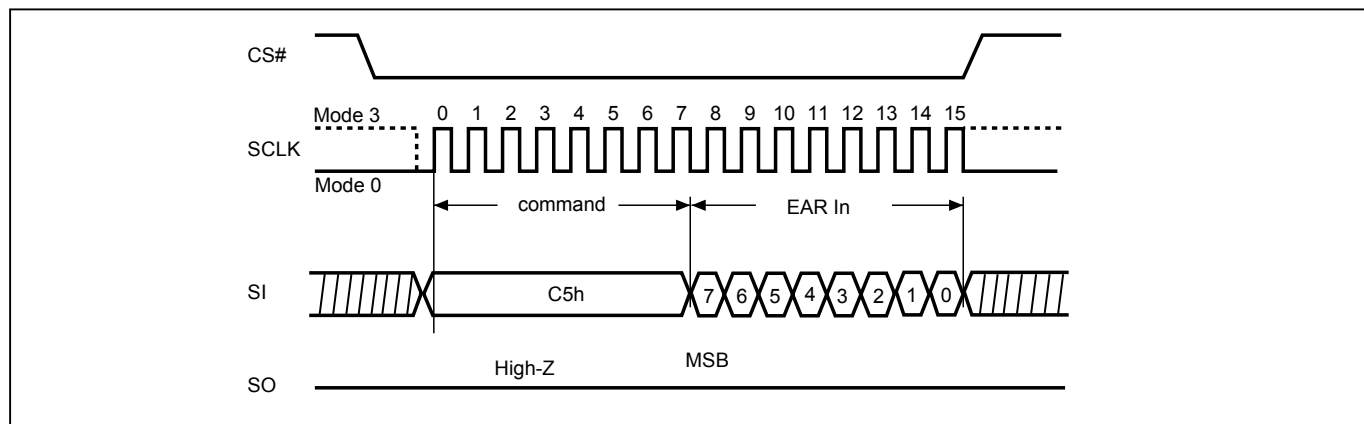 CS#
0 1 2 3 4 5 6 7 8 9 10 11 12 13 14 15
Mode 3
SCLK
Mode 0
command
EAR In
SI
C5h
7 6 5 4 3 2 1 0
High-Z
MSB
SO